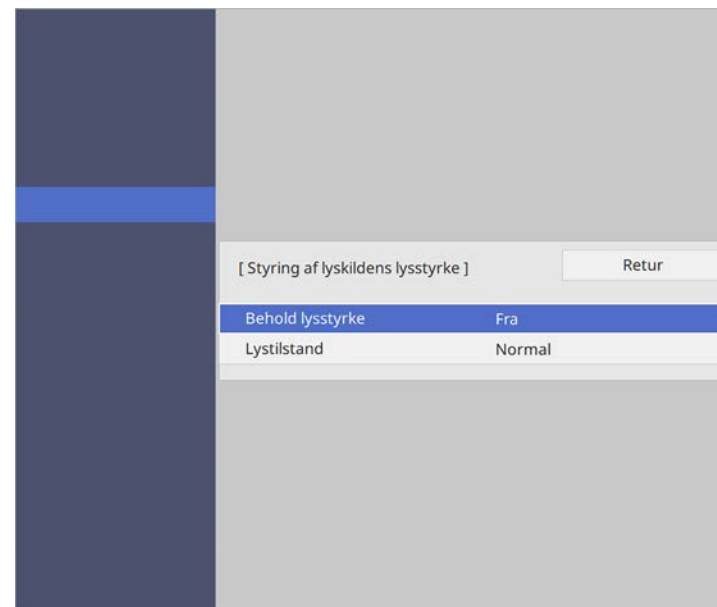 [ Styring af lyskildens lysstyrke ] Retur
Behold lysstyrke Fra
Lystilstand Normal